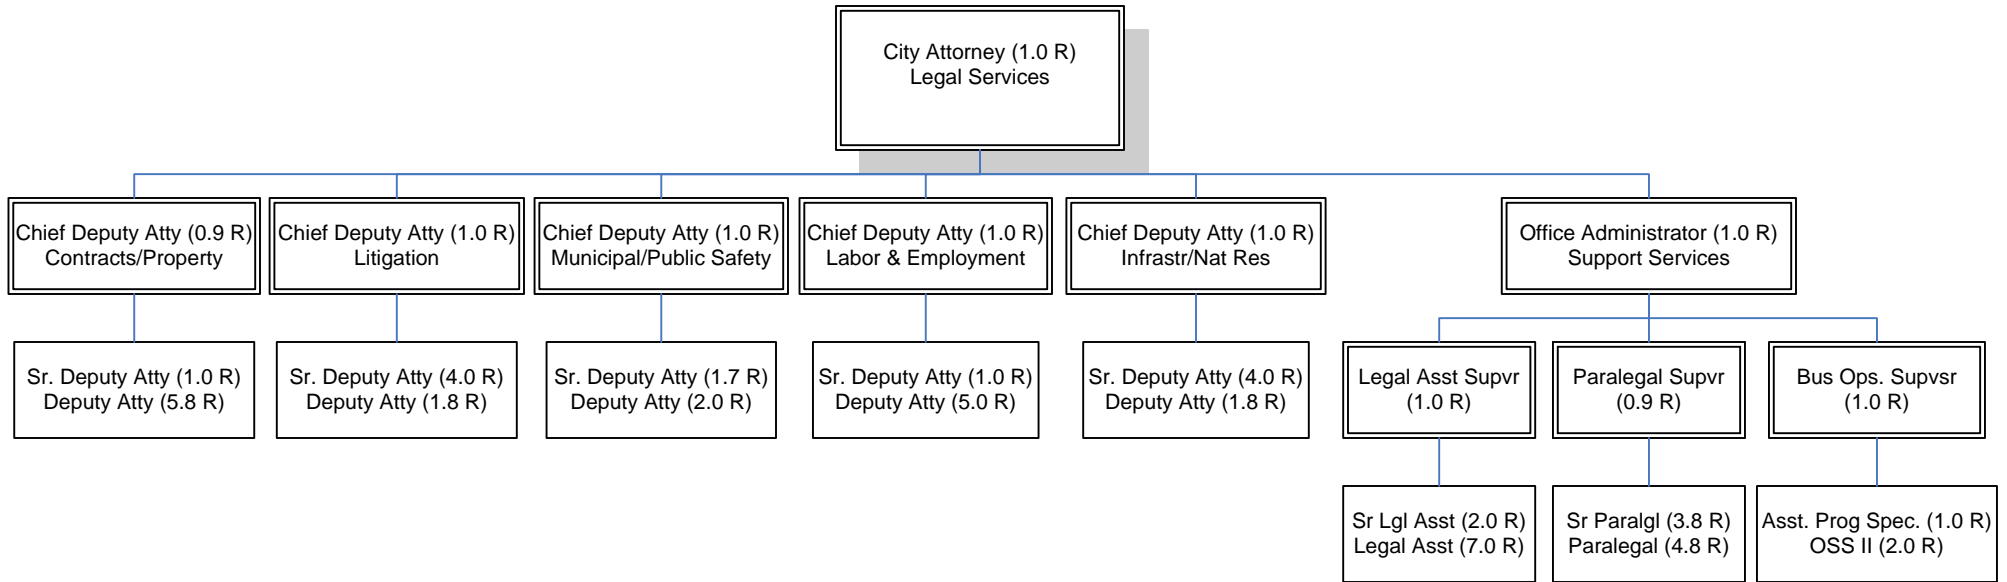 City Attorney (1.0 R)
Legal Services
Chief Deputy Atty (0.9 R)
Contracts/Property
Chief Deputy Atty (1.0 R)
Litigation
Chief Deputy Atty (1.0 R)
Municipal/Public Safety
Chief Deputy Atty (1.0 R)
Labor & Employment
Chief Deputy Atty (1.0 R)
Infrastr/Nat Res
Office Administrator (1.0 R)
Support Services
Sr. Deputy Atty (1.0 R)
Deputy Atty (5.8 R)
Sr. Deputy Atty (4.0 R)
Deputy Atty (1.8 R)
Sr. Deputy Atty (1.7 R)
Deputy Atty (2.0 R)
Sr. Deputy Atty (1.0 R)
Deputy Atty (5.0 R)
Sr. Deputy Atty (4.0 R)
Deputy Atty (1.8 R)
Legal Asst Supvr
(1.0 R)
Paralegal Supvr
(0.9 R)
Bus Ops. Supvsr
(1.0 R)
Sr Lgl Asst (2.0 R)
Legal Asst (7.0 R)
Sr Paralgl (3.8 R)
Paralegal (4.8 R)
Asst. Prog Spec. (1.0 R)
OSS II (2.0 R)